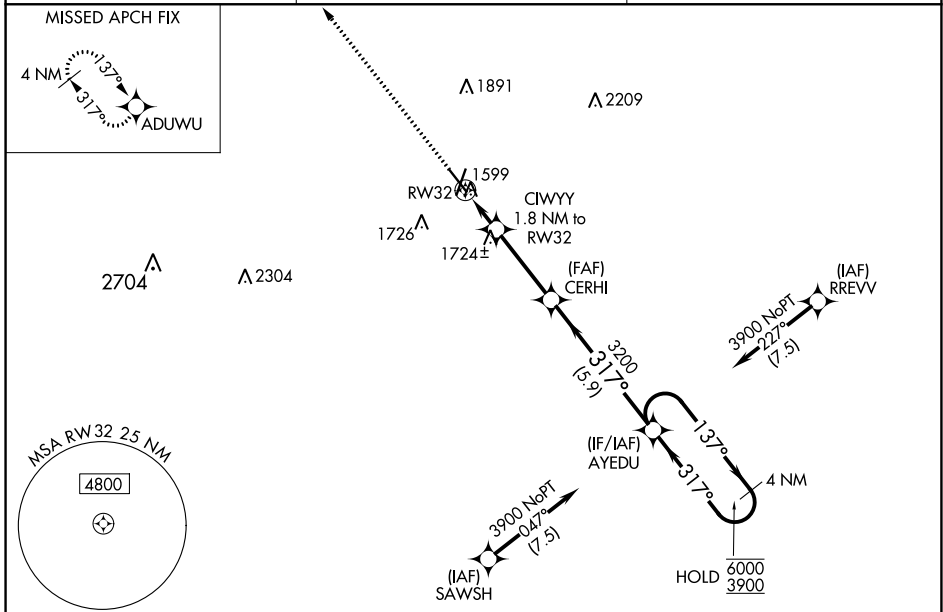 MISSED APCH FIX
4 NM
137°
317°
ADUWU
1891
2209
1599
RW32
CIWYY
1.8 NM to
RW32
1726
1724±
2704
2304
(FAF)
CERHI
(IAF)
RREVV
3900 NoPT
227°
(7.5)
3200
317°
(5.9)
MSA RW 32 25 NM
4800
(IF/IAF)
AYEDU
137°
317°
4 NM
3900 NoPT
047°
(7.5)
(IAF)
SAWSH
HOLD
6000
3900